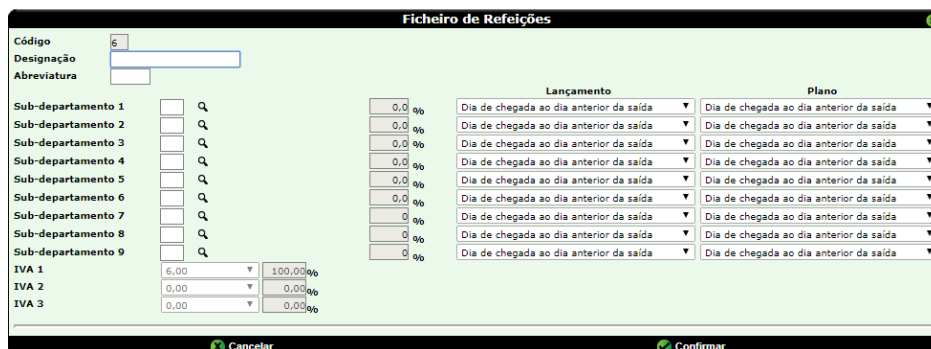 Ficheiro de Refeições
Código 6
Designação
Abreviatura
Lançamento Plano
Sub-departamento 1 0,0 % Dia de chegada ao dia anterior da saída Dia de chegada ao dia anterior da saída
Sub-departamento 2 0,0 % Dia de chegada ao dia anterior da saída Dia de chegada ao dia anterior da saída
Sub-departamento 3 0,0 % Dia de chegada ao dia anterior da saída Dia de chegada ao dia anterior da saída
Sub-departamento 4 0,0 % Dia de chegada ao dia anterior da saída Dia de chegada ao dia anterior da saída
Sub-departamento 5 0,0 % Dia de chegada ao dia anterior da saída Dia de chegada ao dia anterior da saída
Sub-departamento 6 0,0 % Dia de chegada ao dia anterior da saída Dia de chegada ao dia anterior da saída
Sub-departamento 7 0 % Dia de chegada ao dia anterior da saída Dia de chegada ao dia anterior da saída
Sub-departamento 8 0 % Dia de chegada ao dia anterior da saída Dia de chegada ao dia anterior da saída
Sub-departamento 9 0 % Dia de chegada ao dia anterior da saída Dia de chegada ao dia anterior da saída
IVA 1 6,00 100,00 %
IVA 2 0,00 0,00 %
IVA 3 0,00 0,00 %
Cancelar Confirmar